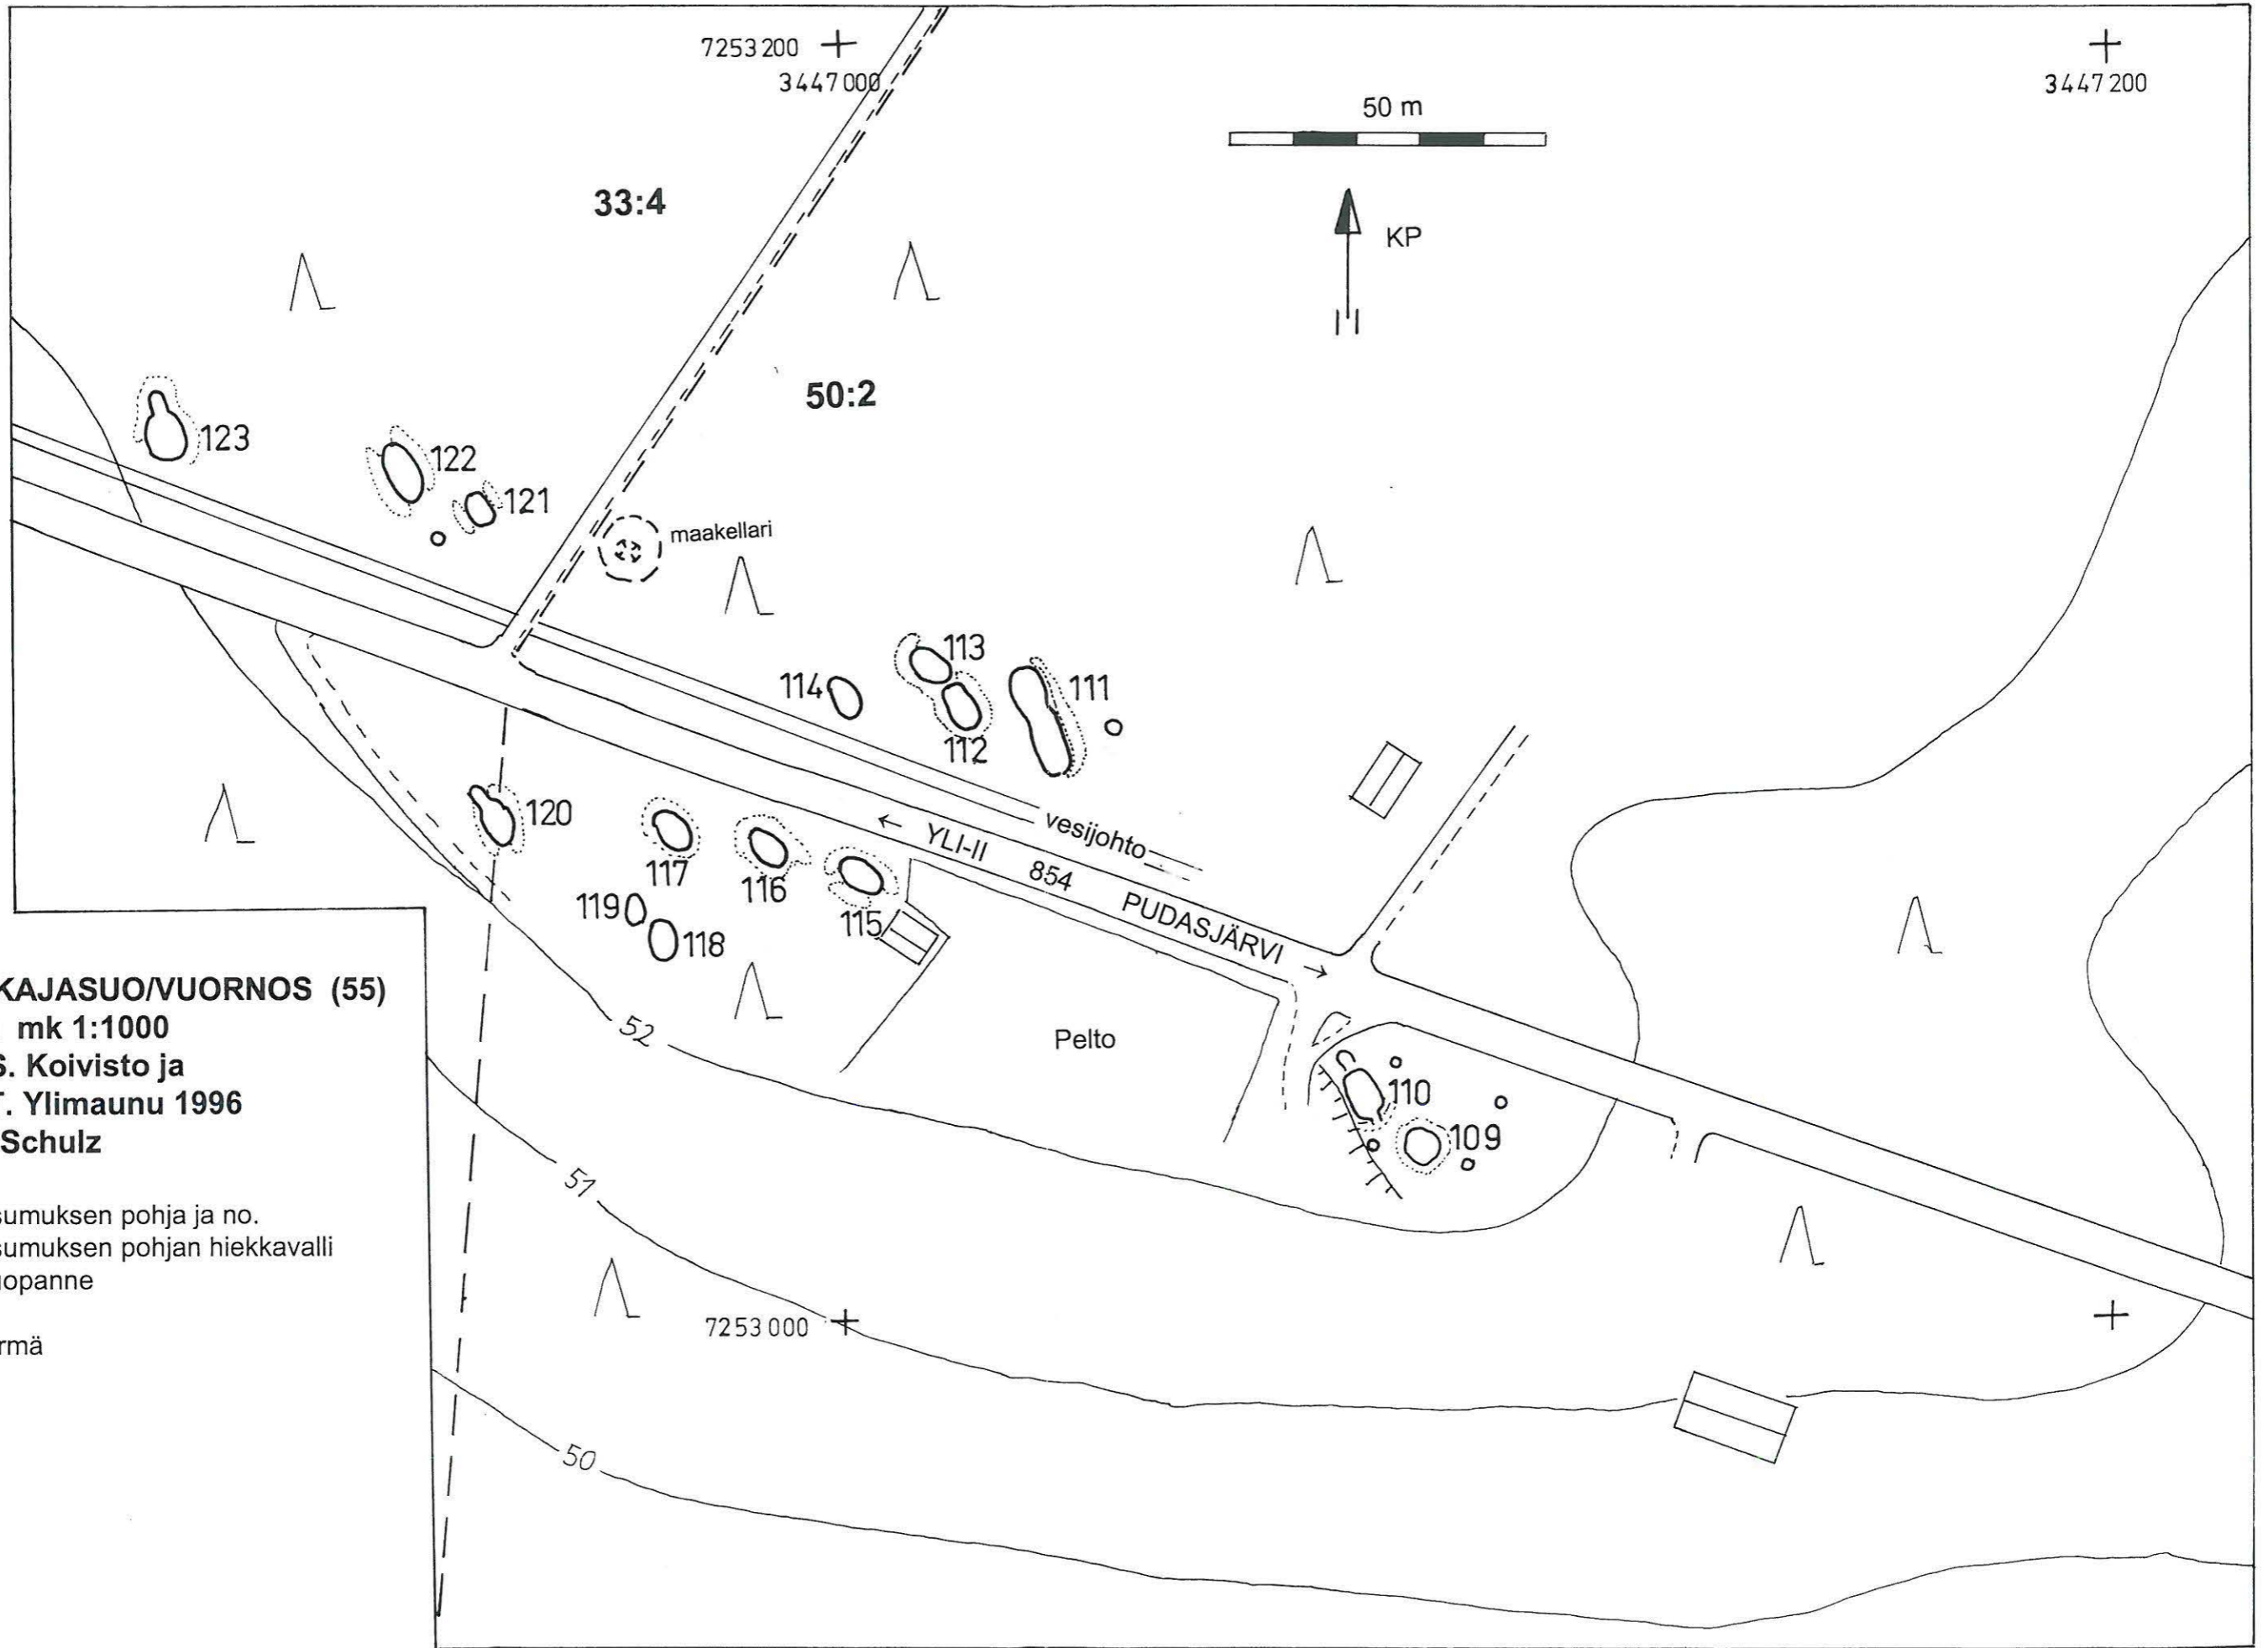 7253200
3447000
3447200
50 m
KP
33:4
50:2
123
122
121
maakellari
113
114
111
112
vesijohto
← YLI-II 854 PUDASJÄRVI →
120
117
116
115
119
118
52
Pelto
110
109
51
7253000
50
KAJASUO/VUORNOS (55)
mk 1:1000
S. Koivisto ja
T. Ylimaunu 1996
Schulz
sumuksen pohja ja no.
sumuksen pohjan hiekkavalli
uopanne
rmä